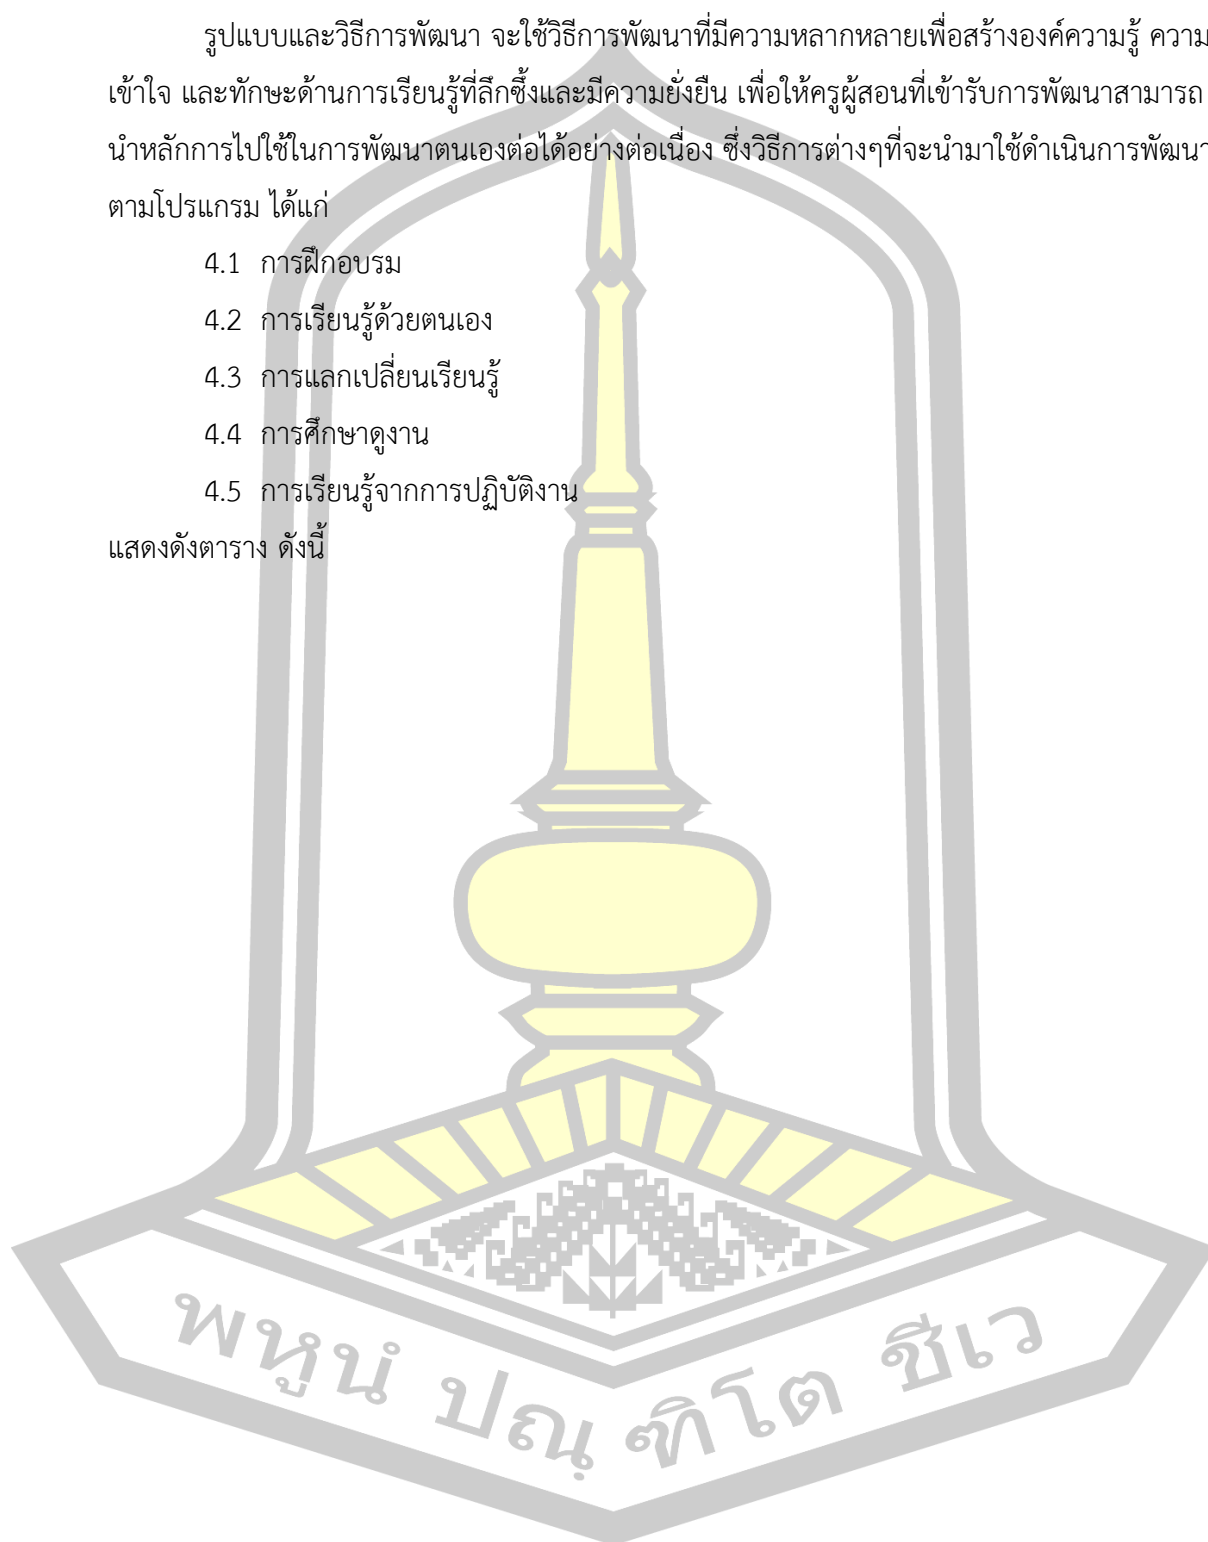 รูปแบบและวิธีการพัฒนา จะใช้วิธีการพัฒนาที่มีความหลากหลายเพื่อสร้างองค์ความรู้ ความ
เข้าใจ และทักษะด้านการเรียนรู้ที่ลึกซึ้งและมีความยั่งยืน เพื่อให้ครูผู้สอนที่เข้ารับการพัฒนาสามารถ
นำหลักการไปใช้ในการพัฒนาตนเองต่อได้อย่างต่อเนื่อง ซึ่งวิธีการต่างๆที่จะนำมาใช้ดำเนินการพัฒนา
ตามโปรแกรม ได้แก่
4.1 การฝึกอบรม
4.2 การเรียนรู้ด้วยตนเอง
4.3 การแลกเปลี่ยนเรียนรู้
4.4 การศึกษาดูงาน
4.5 การเรียนรู้จากการปฏิบัติงาน
แสดงดังตาราง ดังนี้
พหูนํ ปณฺฑิโต ชีเว